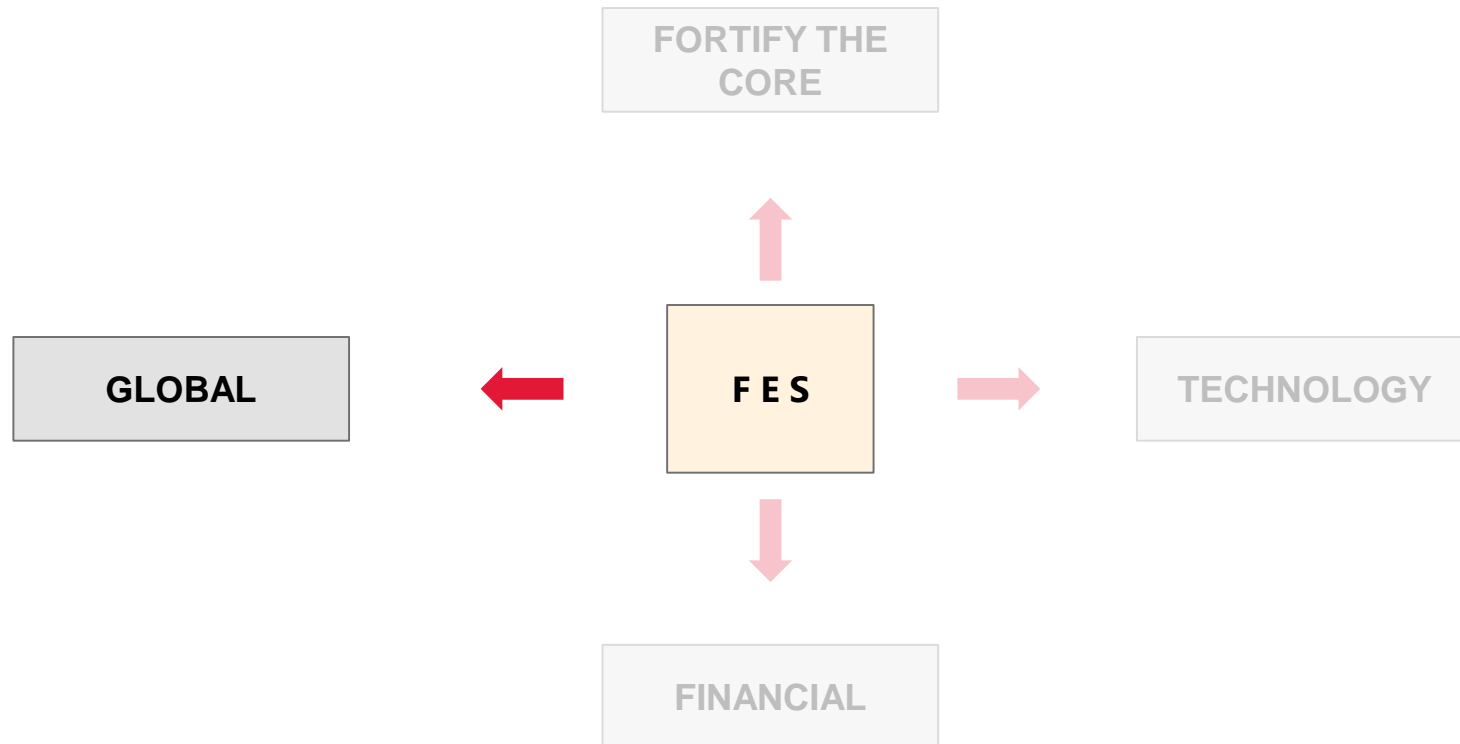 FORTIFY THE
CORE
GLOBAL
F E S
TECHNOLOGY
FINANCIAL